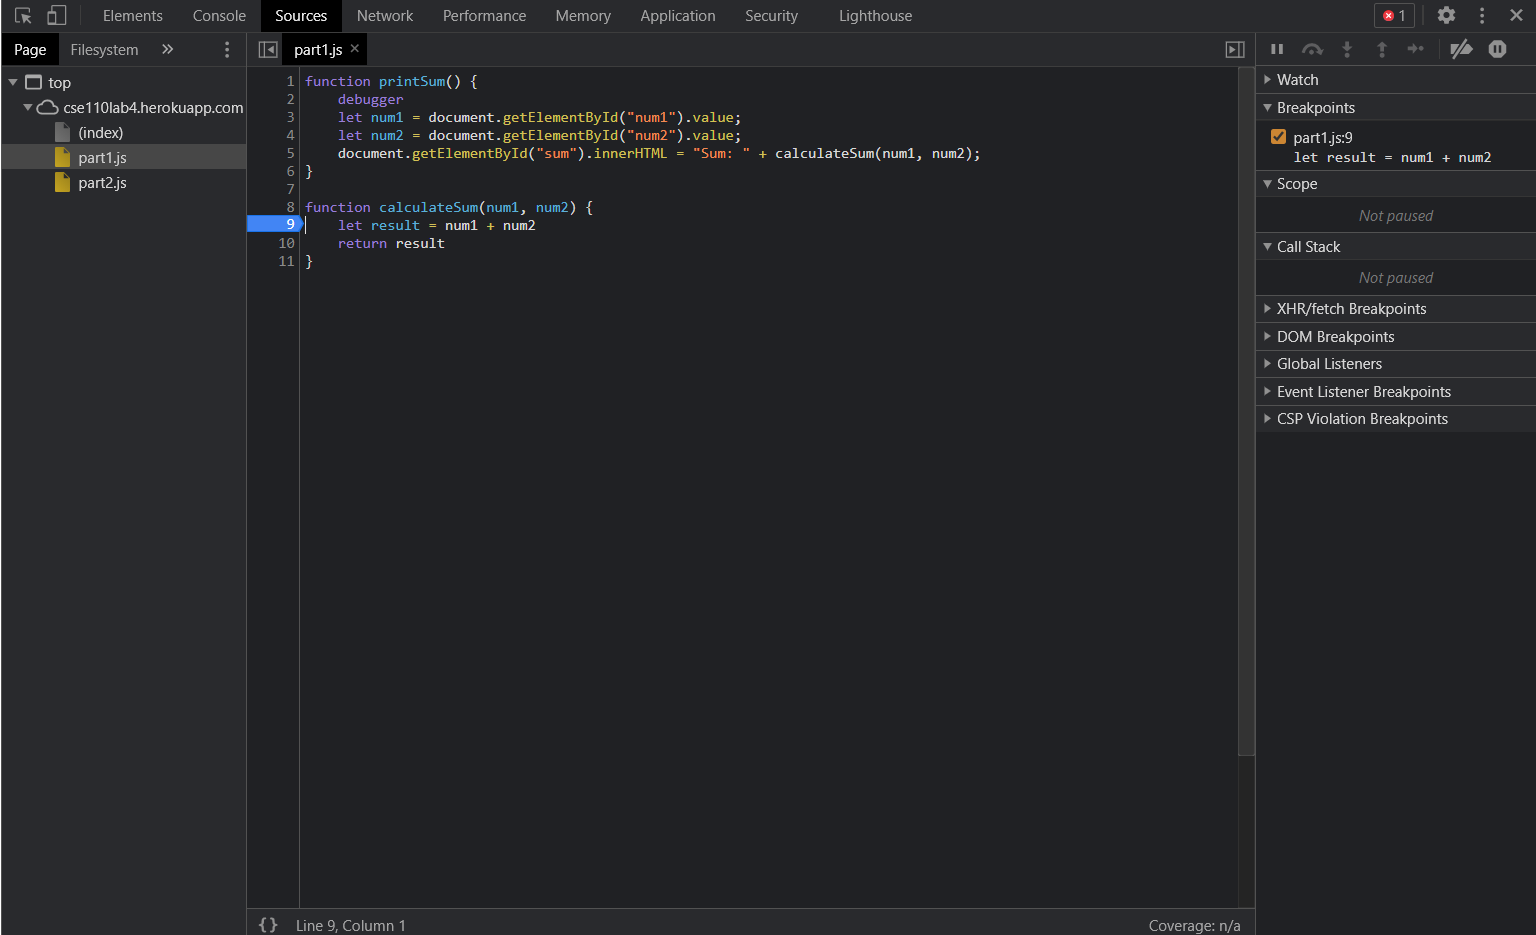 Elements Console Sources Network Performance Memory Application Security Lighthouse 1
Page Filesystem part1.js
top
cse110lab4.herokuapp.com
(index)
part1.js
part2.js
1 function printSum() {
2     debugger
3     let num1 = document.getElementById("num1").value;
4     let num2 = document.getElementById("num2").value;
5     document.getElementById("sum").innerHTML = "Sum: " + calculateSum(num1, num2);
6 }
7
8 function calculateSum(num1, num2) {
9     let result = num1 + num2
10     return result
11 }
{} Line 9, Column 1 Coverage: n/a
Watch
Breakpoints
part1.js:9
let result = num1 + num2
Scope
Not paused
Call Stack
Not paused
XHR/fetch Breakpoints
DOM Breakpoints
Global Listeners
Event Listener Breakpoints
CSP Violation Breakpoints